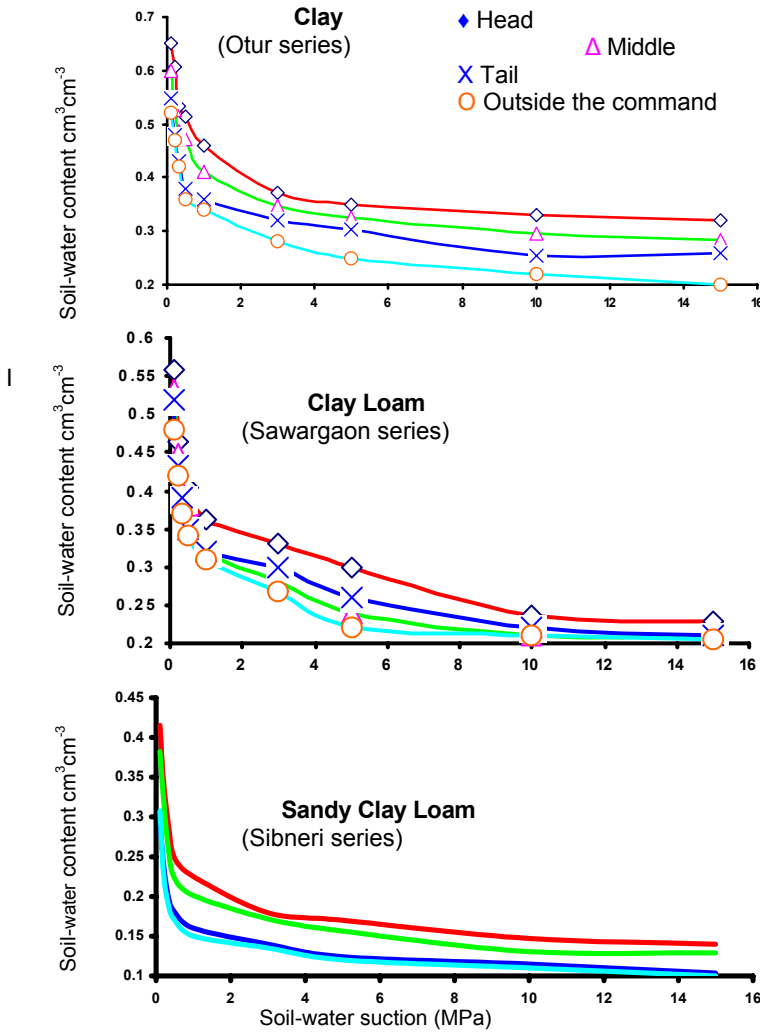 Clay
(Otur series)
Head
Middle
Tail
Outside the command
Soil-water content cm³cm⁻³
0.7
0.6
0.5
0.4
0.3
0.2
0 2 4 6 8 10 12 14 16
l
Clay Loam
(Sawargaon series)
Soil-water content cm³cm⁻³
0.6
0.55
0.5
0.45
0.4
0.35
0.3
0.25
0.2
0 2 4 6 8 10 12 14 16
Sandy Clay Loam
(Sibneri series)
Soil-water content cm³cm⁻³
0.45
0.4
0.35
0.3
0.25
0.2
0.15
0.1
0 2 4 6 8 10 12 14 16
Soil-water suction (MPa)